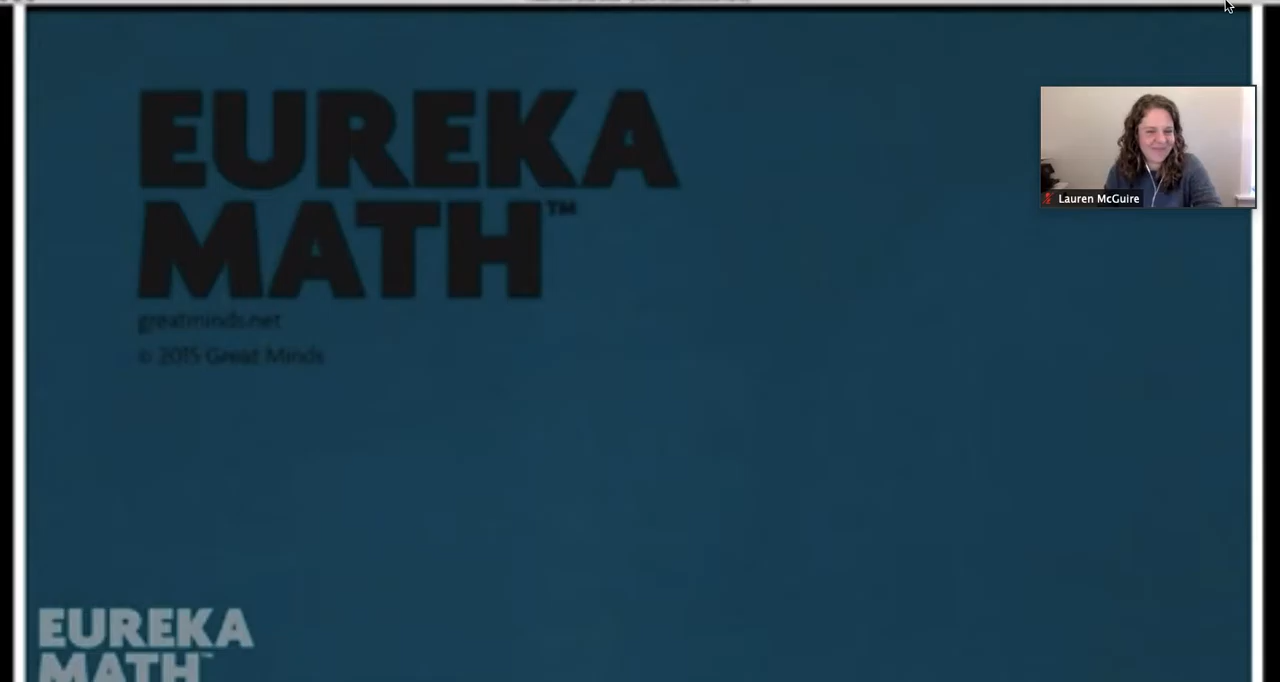 EUREKA
MATH™
greatminds.net
© 2015 Great Minds
Lauren McGuire
EUREKA
MATH™